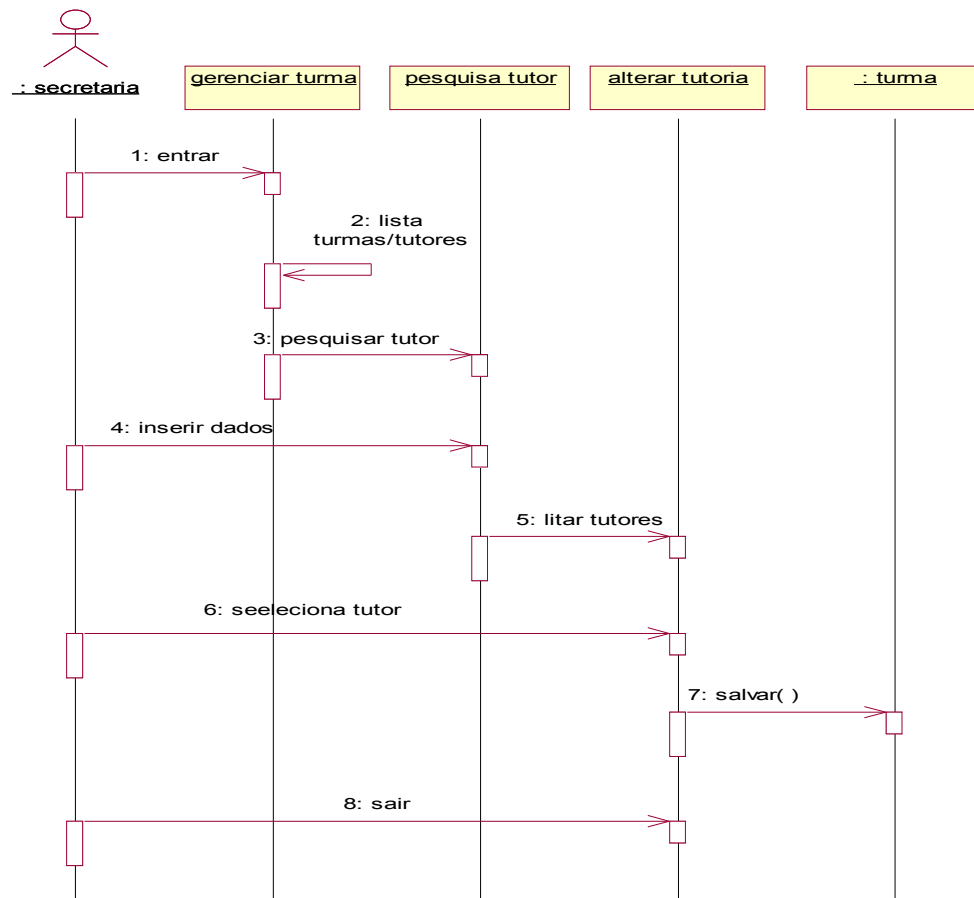 : secretaria
gerenciar turma
pesquisa tutor
alterar tutoria
: turma
1: entrar
2: lista
turmas/tutores
3: pesquisar tutor
4: inserir dados
5: litar tutores
6: seeleciona tutor
7: salvar( )
8: sair